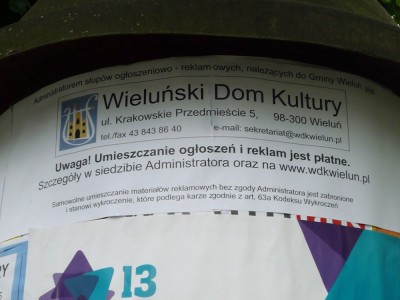 Administratorem słupów ogłoszeniowo - reklamowych, należących do Gminy Wieluń jest
Wieluński Dom Kultury
ul. Krakowskie Przedmieście 5, 98-300 Wieluń
tel./fax 43 843 86 40 e-mail: sekretariat@wdkwielun.pl
Uwaga! Umieszczanie ogłoszeń i reklam jest płatne.
Szczegóły w siedzibie Administratora oraz na www.wdkwielun.pl
Samowolne umieszczanie materiałów reklamowych bez zgody Administratora jest zabronione
i stanowi wykroczenie, które podlega karze zgodnie z art. 63a Kodeksu Wykroczeń
13